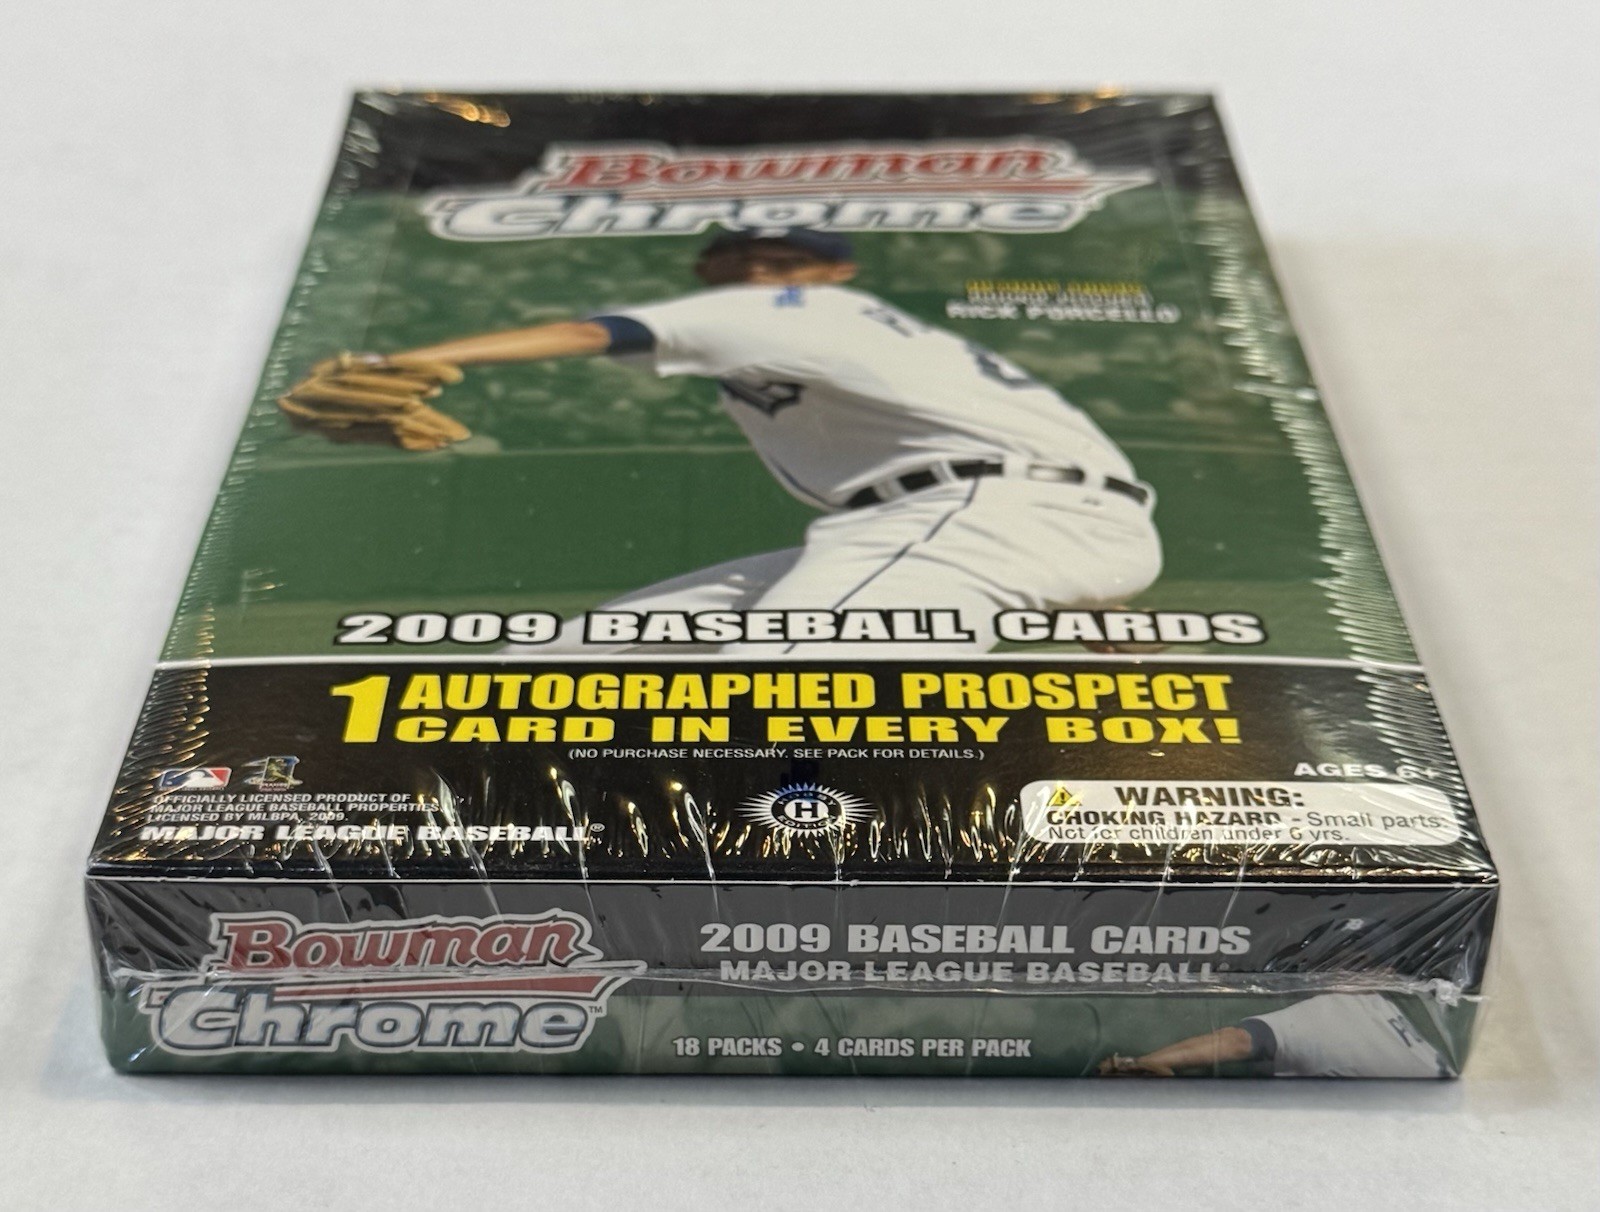 Bowman
Chrome
RICK PORCELLO
2009 BASEBALL CARDS
1 AUTOGRAPHED PROSPECT
CARD IN EVERY BOX!
(NO PURCHASE NECESSARY. SEE PACK FOR DETAILS.)
AGES 6+
OFFICIALLY LICENSED PRODUCT OF
MAJOR LEAGUE BASEBALL PROPERTIES.
LICENSED BY MLBPA, 2009.
MAJOR LEAGUE BASEBALL®
HOBBY
H
EDITION
WARNING:
CHOKING HAZARD - Small parts.
Not for children under 6 yrs.
Bowman
Chrome™
2009 BASEBALL CARDS
MAJOR LEAGUE BASEBALL®
18 PACKS • 4 CARDS PER PACK